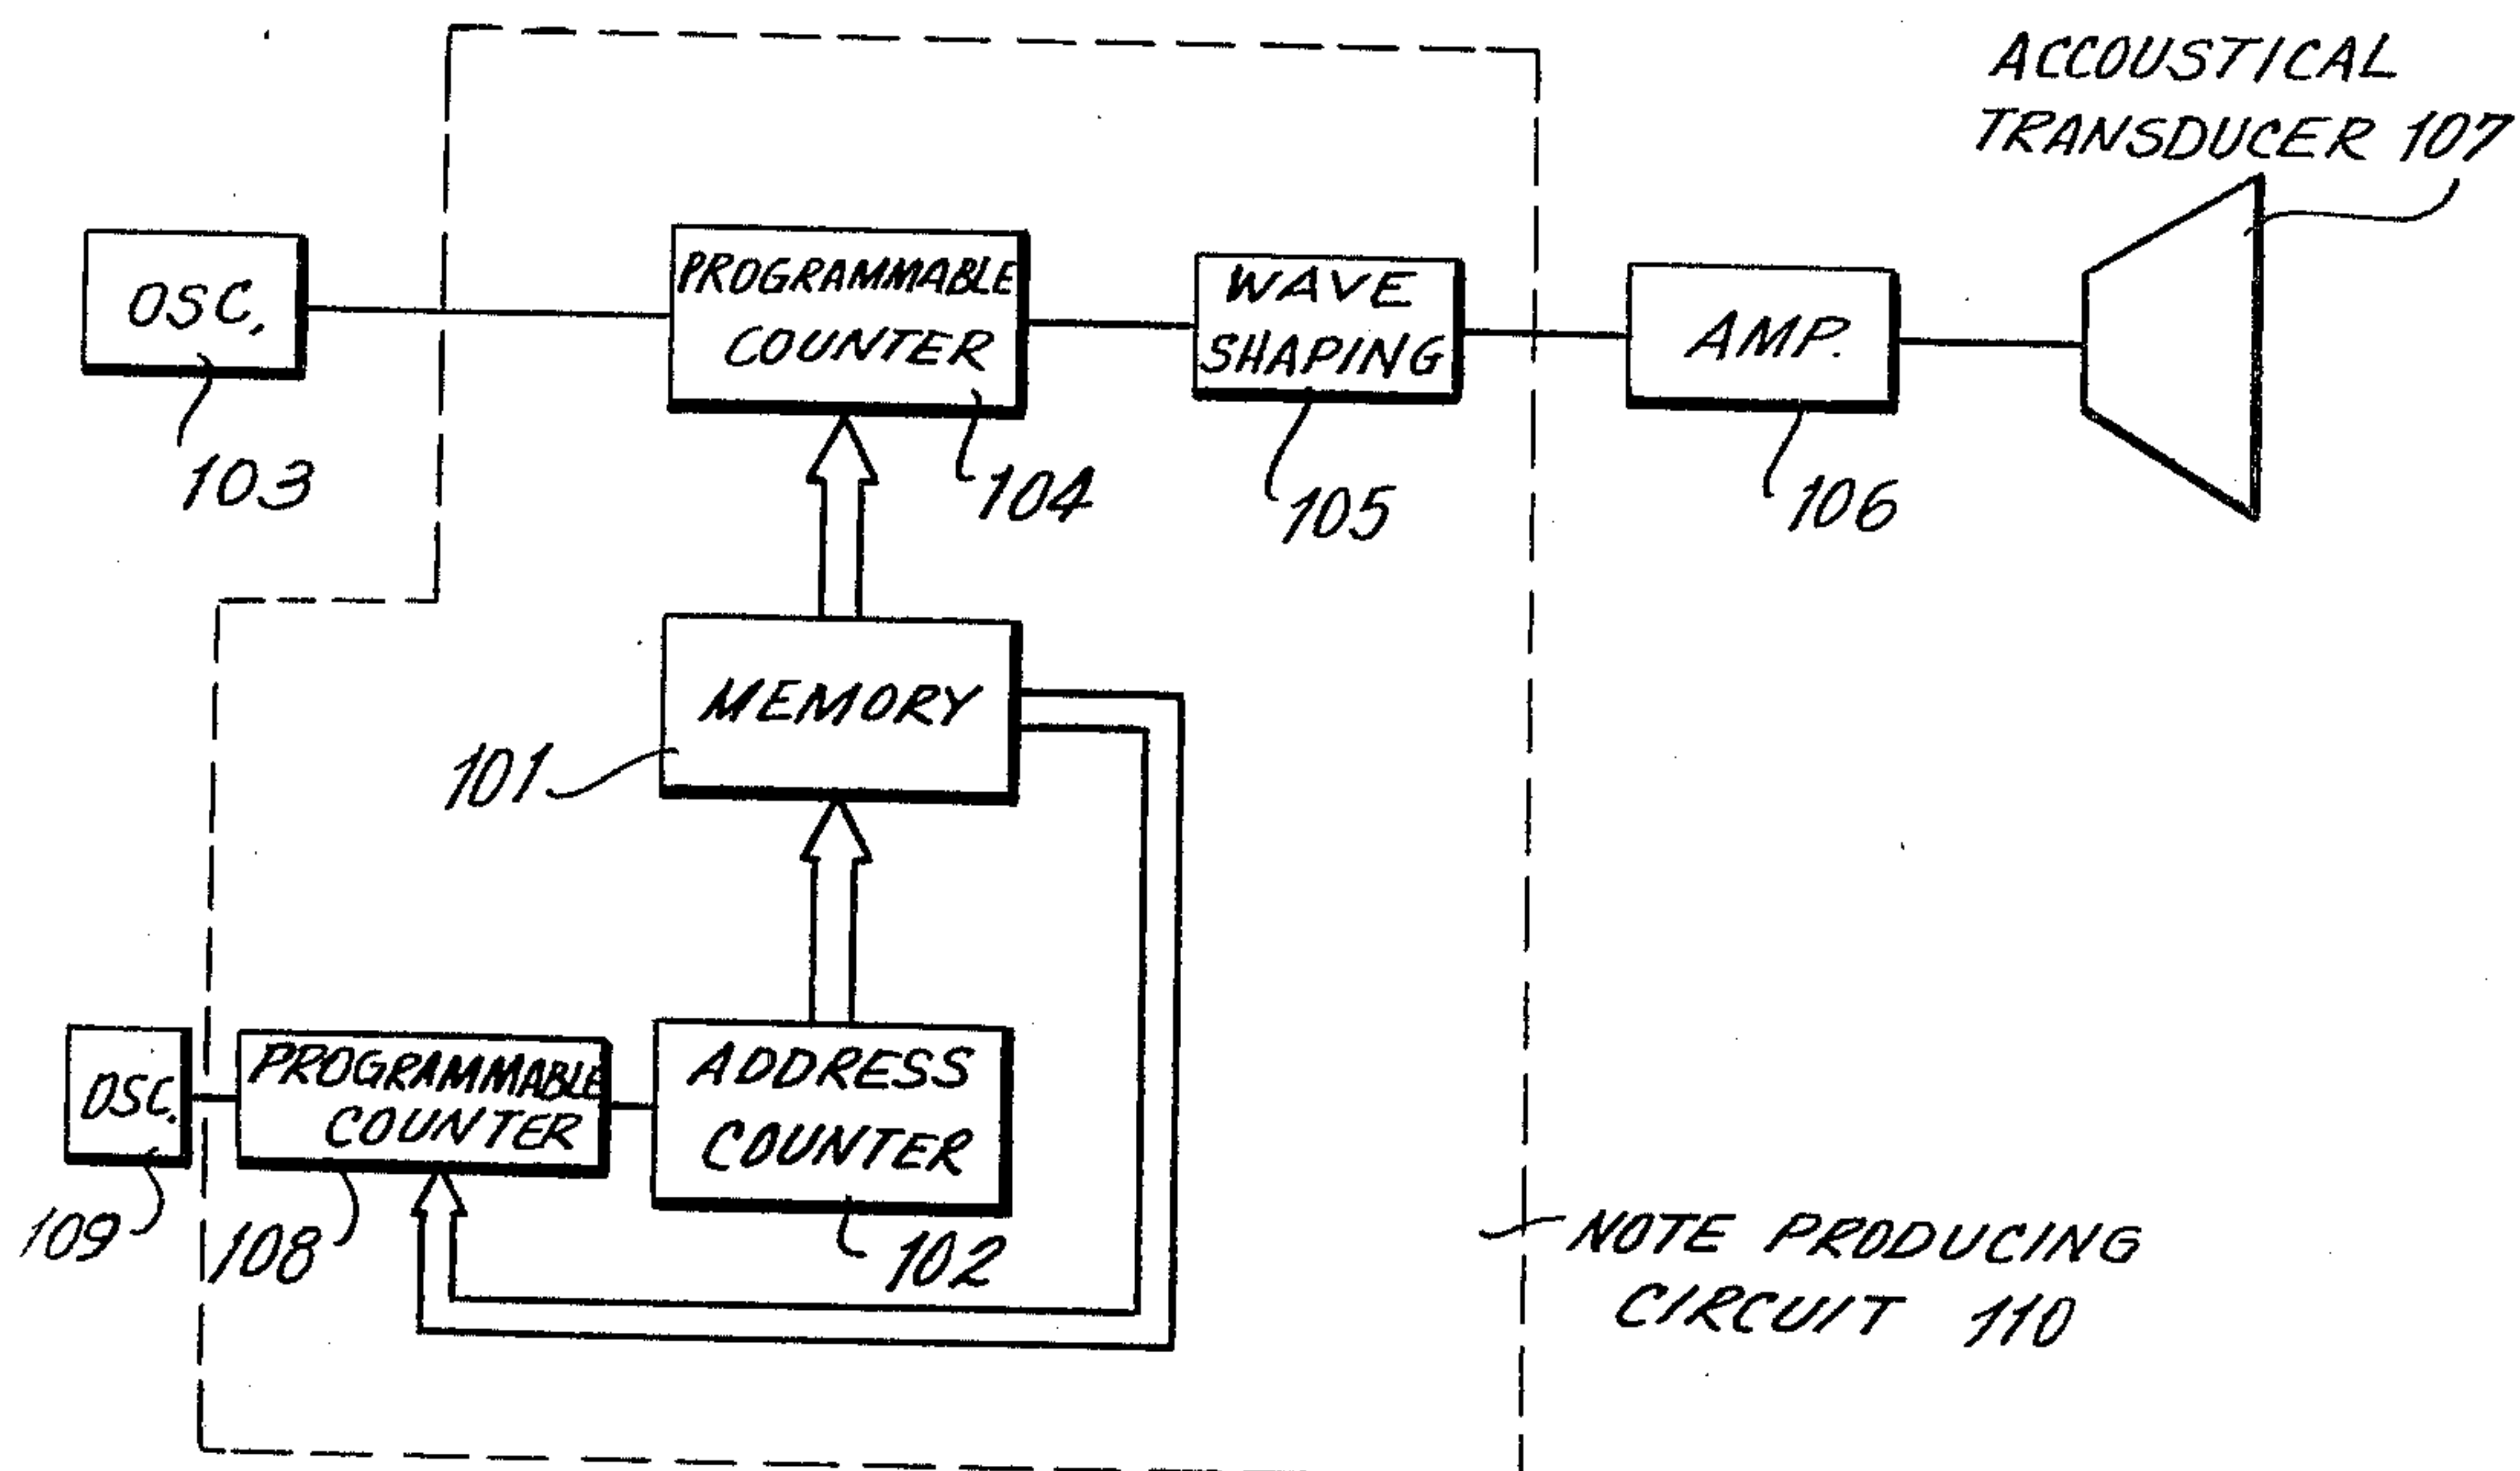 ACCOUSTICAL
TRANSDUCER 107
OSC.
103
PROGRAMMABLE
COUNTER
104
WAVE
SHAPING
105
AMP.
106
MEMORY
101
OSC.
109
PROGRAMMABLE
COUNTER
108
ADDRESS
COUNTER
102
NOTE PRODUCING
CIRCUIT 110